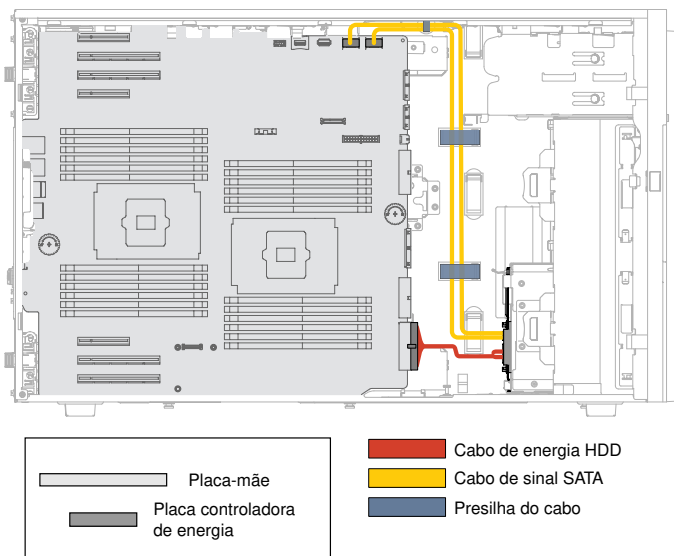 Placa-mãe
Placa controladora
de energia
Cabo de energia HDD
Cabo de sinal SATA
Presilha do cabo